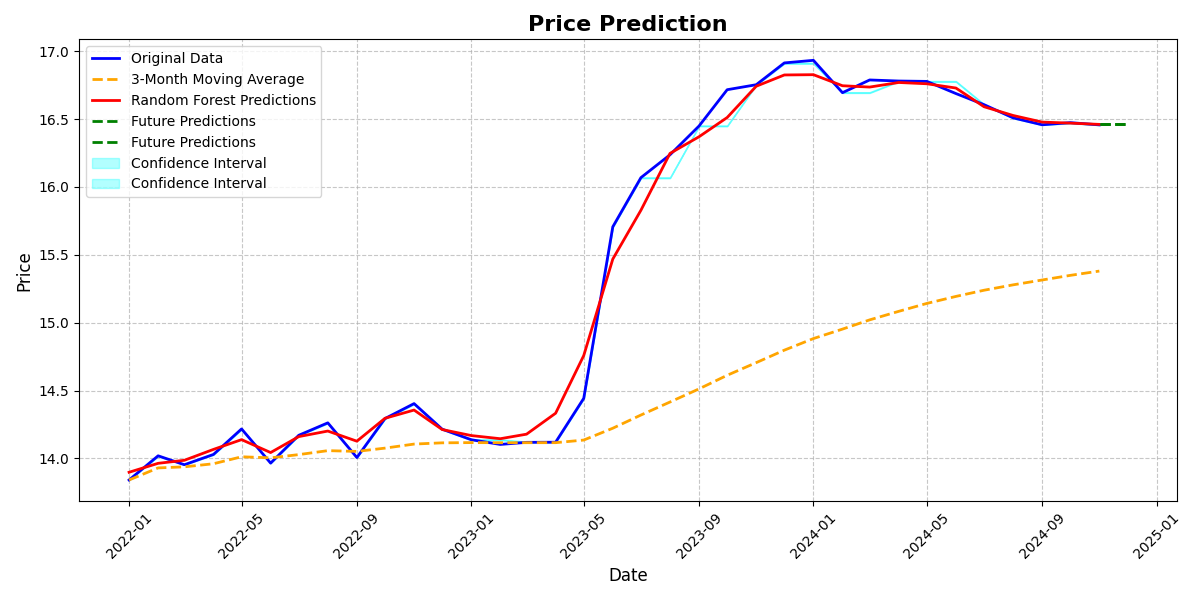 Price Prediction
Original Data
3-Month Moving Average
Random Forest Predictions
Future Predictions
Future Predictions
Confidence Interval
Confidence Interval
Price
17.0
16.5
16.0
15.5
15.0
14.5
14.0
2022-01
2022-05
2022-09
2023-01
2023-05
2023-09
2024-01
2024-05
2024-09
2025-01
Date